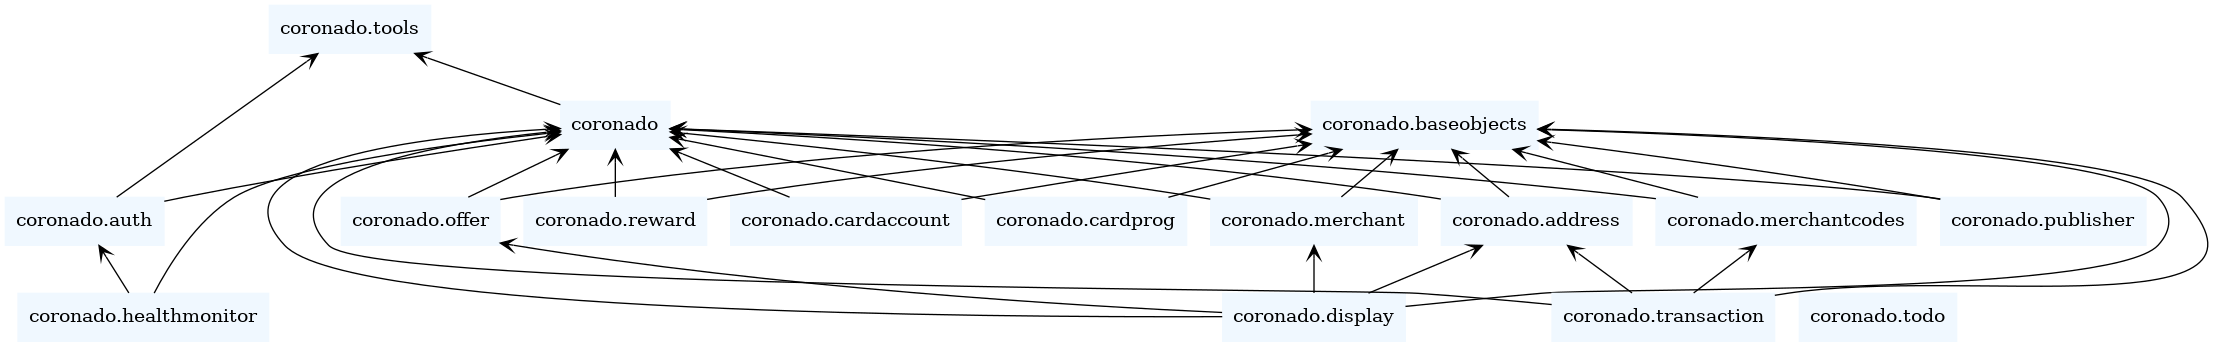 coronado.tools
coronado
coronado.baseobjects
coronado.auth
coronado.offer
coronado.reward
coronado.cardaccount
coronado.cardprog
coronado.merchant
coronado.address
coronado.merchantcodes
coronado.publisher
coronado.healthmonitor
coronado.display
coronado.transaction
coronado.todo